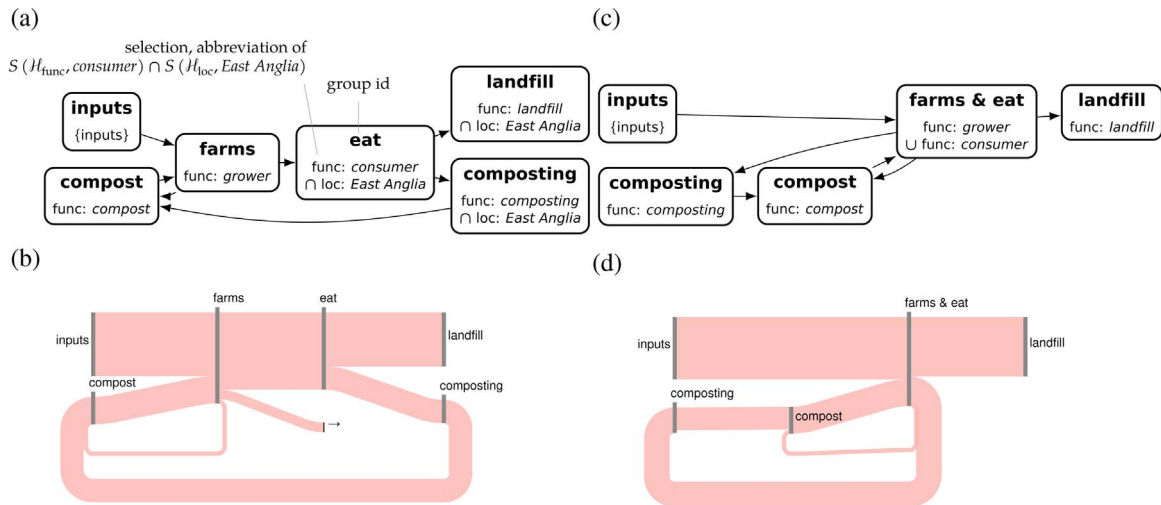 (a)
selection, abbreviation of
S (ℋfunc, consumer) ∩ S (ℋloc, East Anglia)
group id
inputs
{inputs}
farms
func: grower
compost
func: compost
eat
func: consumer
∩ loc: East Anglia
landfill
func: landfill
∩ loc: East Anglia
composting
func: composting
∩ loc: East Anglia
(c)
inputs
{inputs}
farms & eat
func: grower
∪ func: consumer
landfill
func: landfill
composting
func: composting
compost
func: compost
(b)
farms
eat
inputs
landfill
compost
composting
→
(d)
farms & eat
inputs
landfill
composting
compost